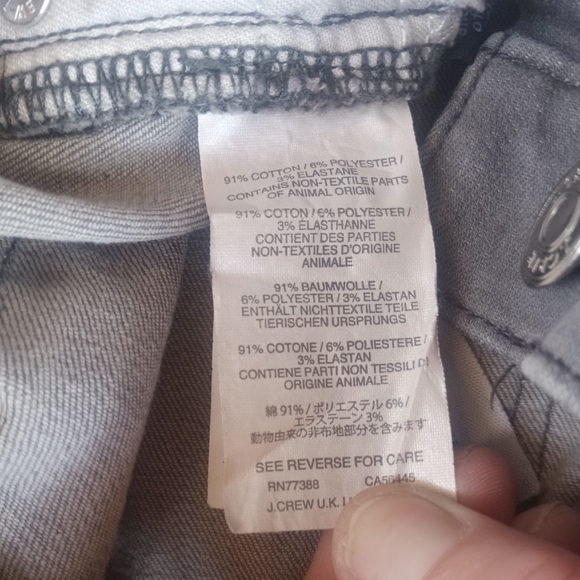 91% COTTON / 6% POLYESTER /
3% ELASTANE
CONTAINS NON-TEXTILE PARTS
OF ANIMAL ORIGIN
91% COTON / 6% POLYESTER /
3% ÉLASTHANNE
CONTIENT DES PARTIES
NON-TEXTILES D'ORIGINE
ANIMALE
91% BAUMWOLLE /
6% POLYESTER / 3% ELASTAN
ENTHÄLT NICHTTEXTILE TEILE
TIERISCHEN URSPRUNGS
91% COTONE / 6% POLIESTERE /
3% ELASTAN
CONTIENE PARTI NON TESSILI DI
ORIGINE ANIMALE
綿 91% / ポリエステル 6% /
エラステーン 3%
動物由来の非布地部分を含みます
SEE REVERSE FOR CARE
RN77388 CA56445
J.CREW U.K.